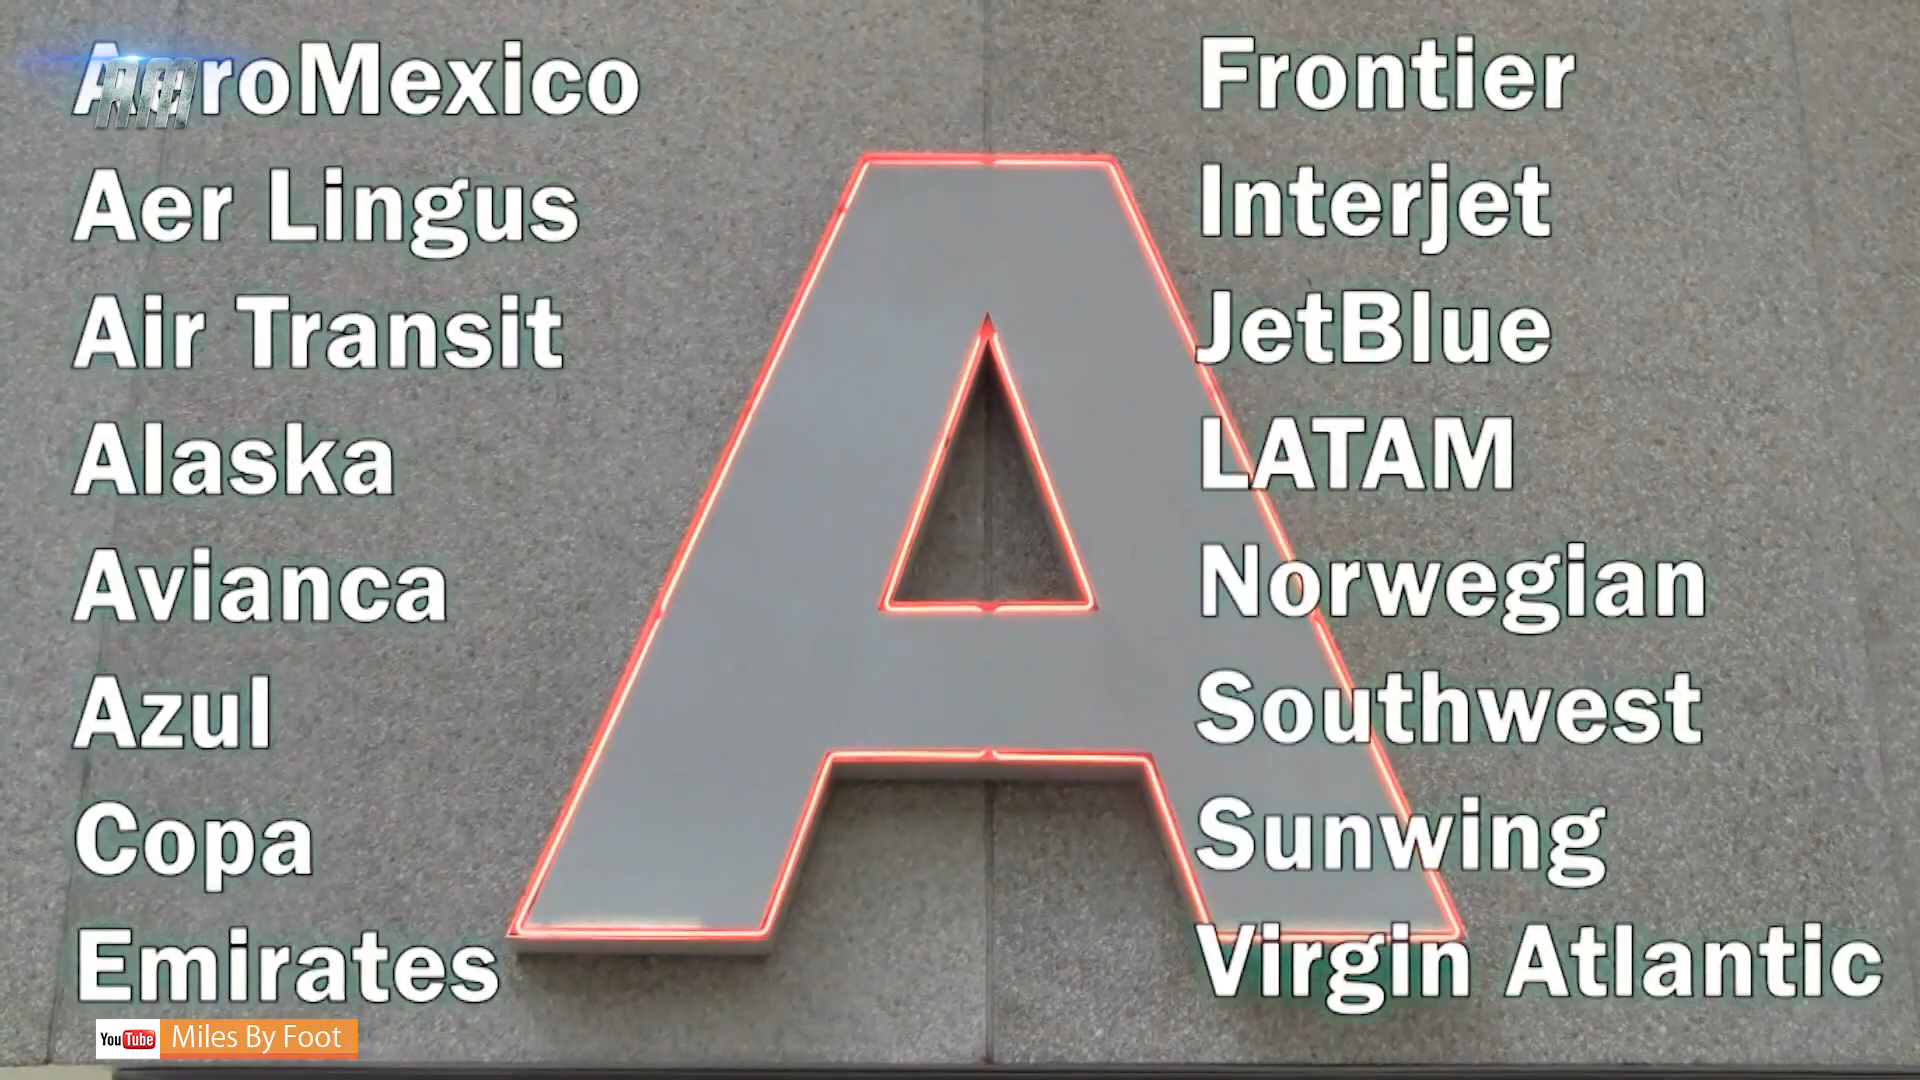 AeroMexico
Aer Lingus
Air Transit
Alaska
Avianca
Azul
Copa
Emirates
Frontier
Interjet
JetBlue
LATAM
Norwegian
Southwest
Sunwing
Virgin Atlantic
A
YouTube Miles By Foot